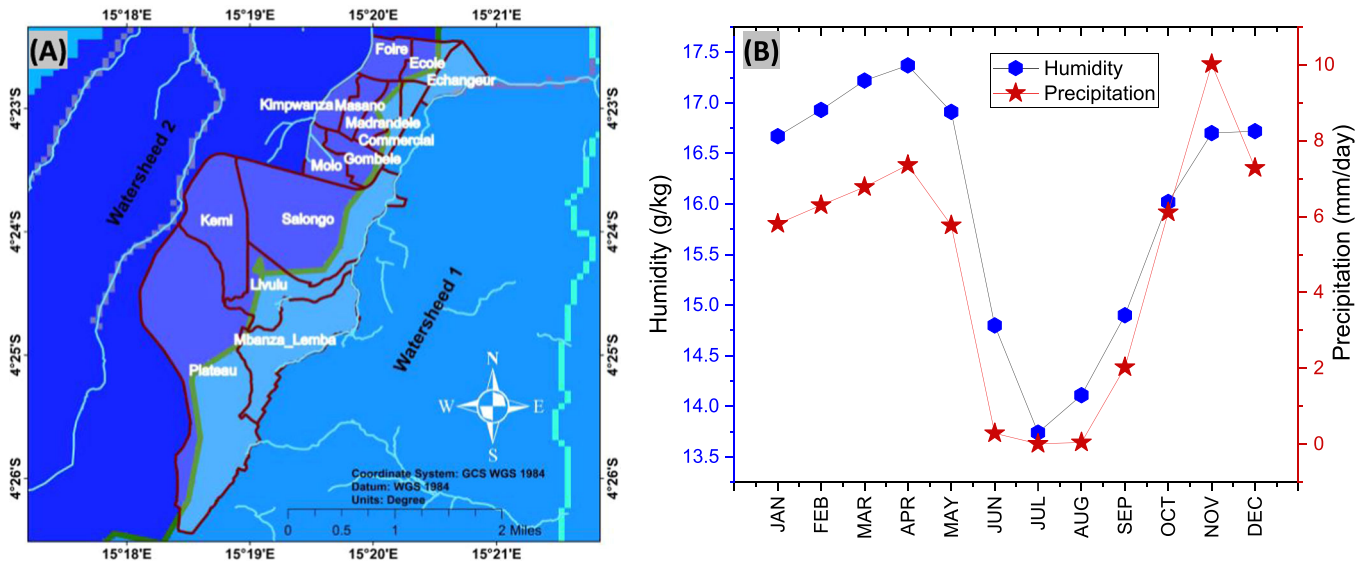 15°18'E 15°19'E 15°20'E 15°21'E
(A)
Foire
Ecole
Echangeur
4°23'S 4°23'S
Kimpwanza Masano
Madrandele
Commercial
Gombele
Molo
Watersheed 2
Kemi Salongo
4°24'S 4°24'S
Livulu
Watersheed 1
Mbanza_Lemba
4°25'S 4°25'S
Plateau
N
W E
S
4°26'S 4°26'S
Coordinate System: GCS WGS 1984
Datum: WGS 1984
Units: Degree
0 0.5 1 2 Miles
15°18'E 15°19'E 15°20'E 15°21'E
(B)
Humidity
Precipitation
Humidity (g/kg)
17.5
17.0
16.5
16.0
15.5
15.0
14.5
14.0
13.5
Precipitation (mm/day)
10
8
6
4
2
0
JAN FEB MAR APR MAY JUN JUL AUG SEP OCT NOV DEC